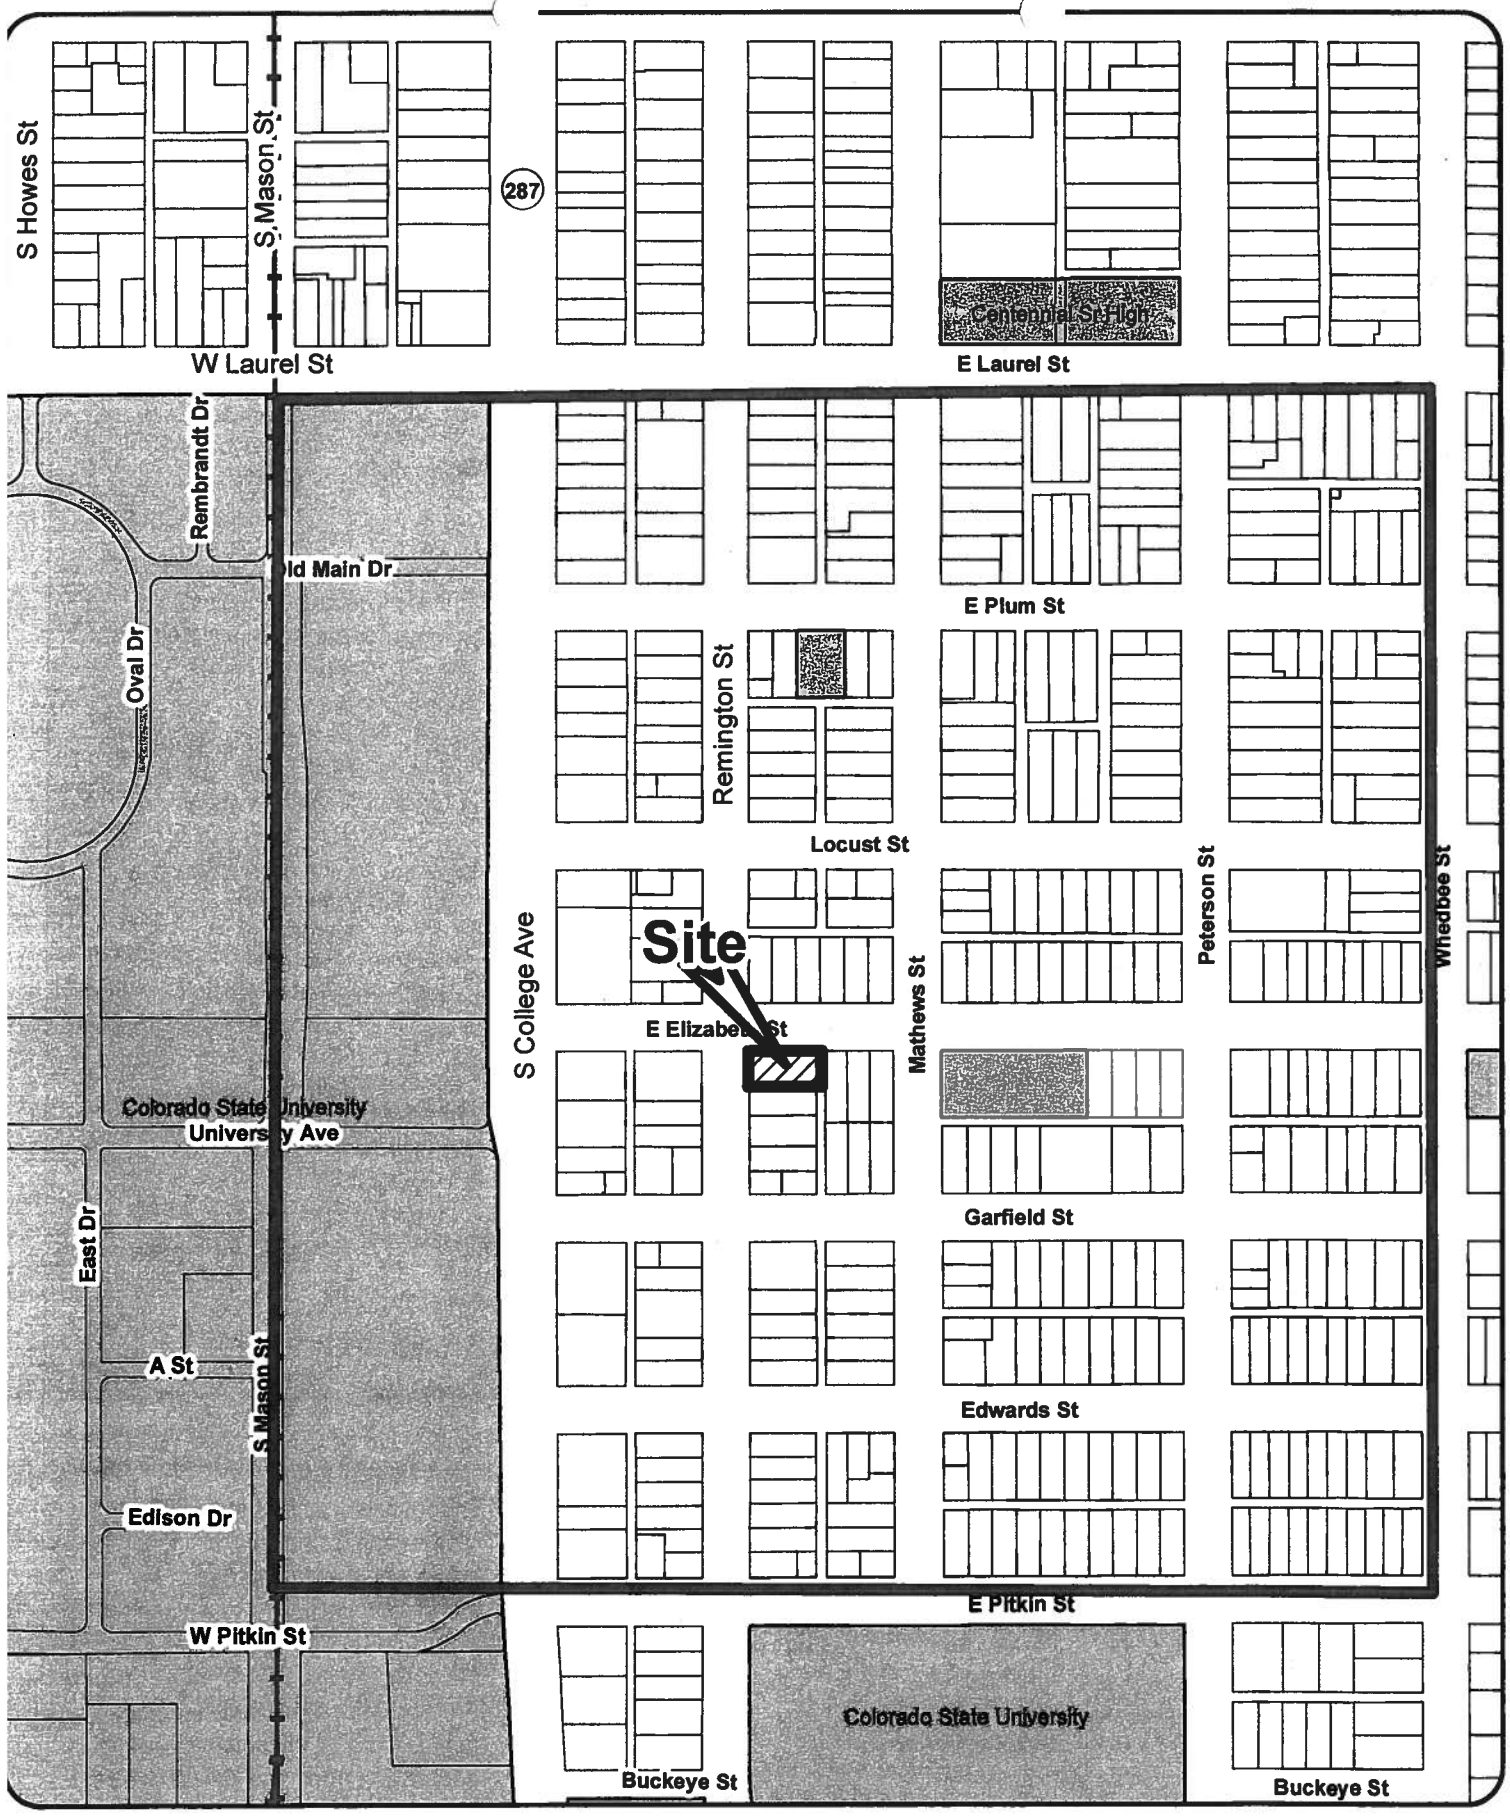 S Howes St
S Mason St
287
Centennial Sr High
W Laurel St
E Laurel St
Rembrandt Dr
Old Main Dr
E Plum St
Oval Dr
Remington St
Locust St
Peterson St
Whedbee St
S College Ave
Site
Mathews St
E Elizabeth St
Colorado State University
University Ave
East Dr
Garfield St
S Mason St
A St
Edwards St
Edison Dr
E Pitkin St
W Pitkin St
Colorado State University
Buckeye St
Buckeye St